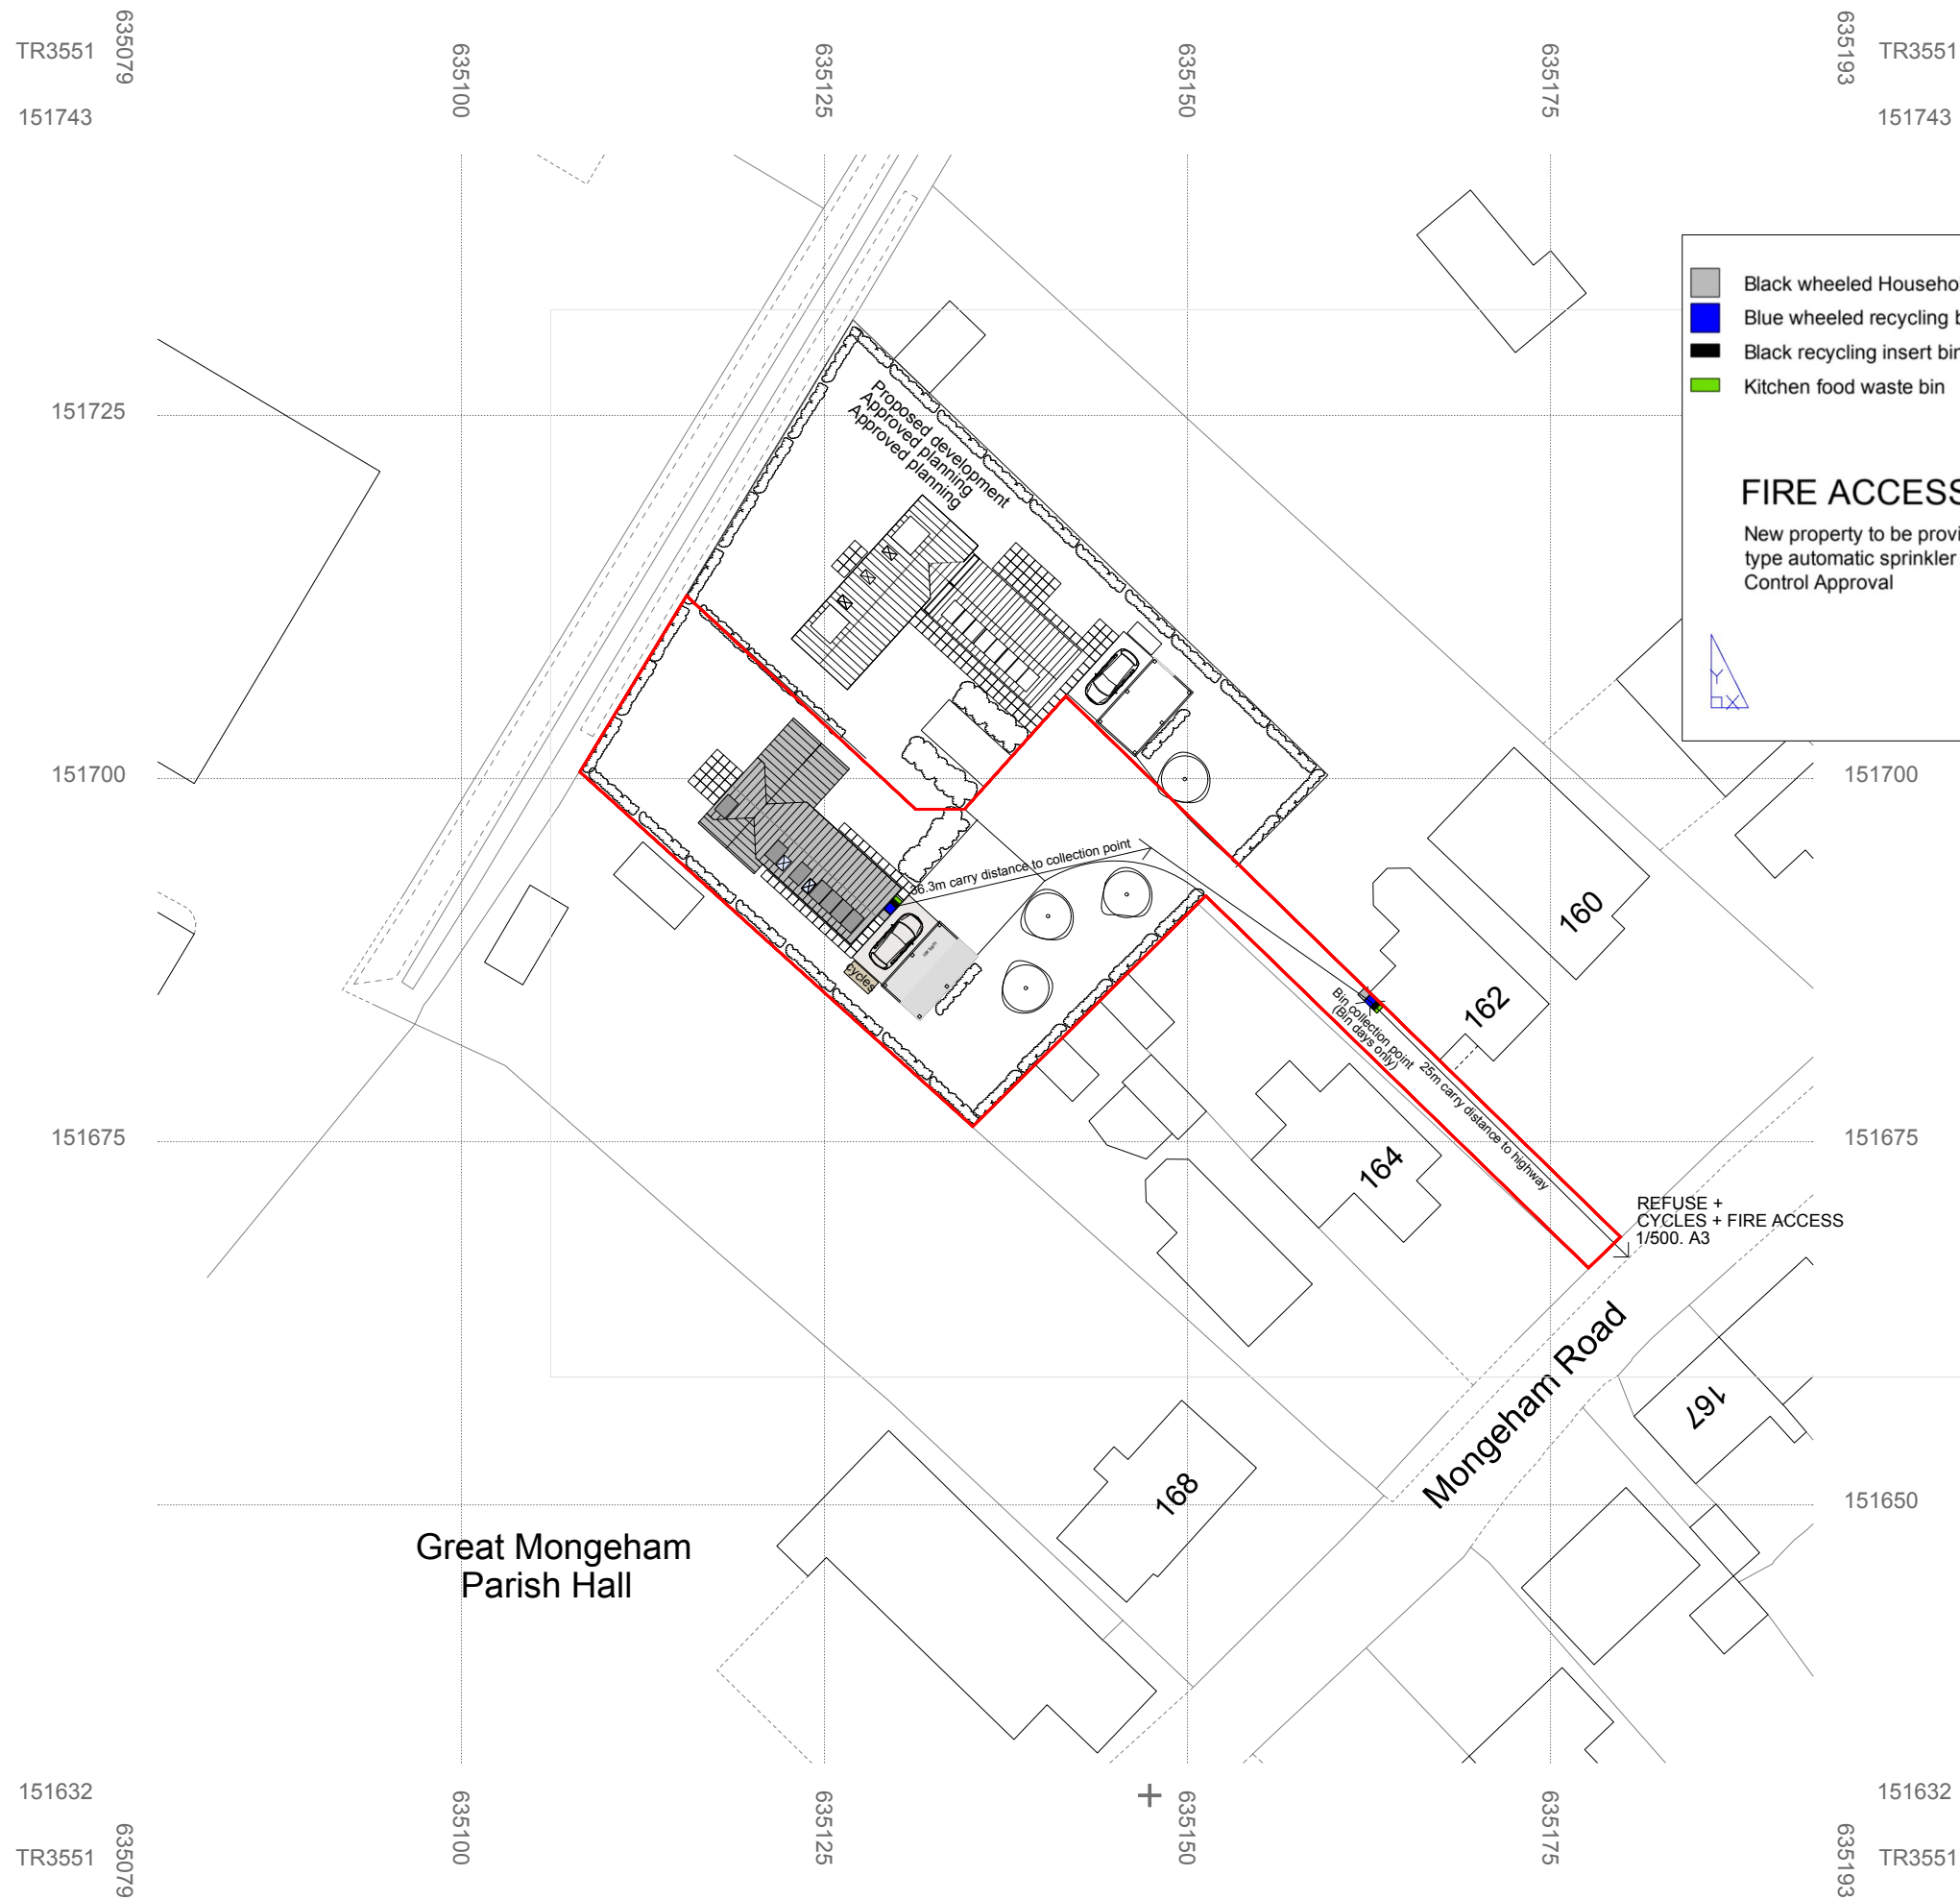 TR3551
635079
635100
635125
635150
635175
635193
TR3551
151743
151743
Black wheeled Househo
Blue wheeled recycling b
Black recycling insert bin
Kitchen food waste bin
151725
Proposed development
Approved planning
Approved planning
FIRE ACCESS
New property to be provi
type automatic sprinkler
Control Approval
Y
X
151700
151700
36.3m carry distance to collection point
car barn
cycles
160
162
Bin collection point
(Bin days only)
25m carry distance to highway
151675
151675
164
REFUSE +
CYCLES + FIRE ACCESS
1/500. A3
Mongeham Road
167
168
151650
Great Mongeham
Parish Hall
151632
151632
635100
635125
635150
635175
TR3551
635079
635193
TR3551